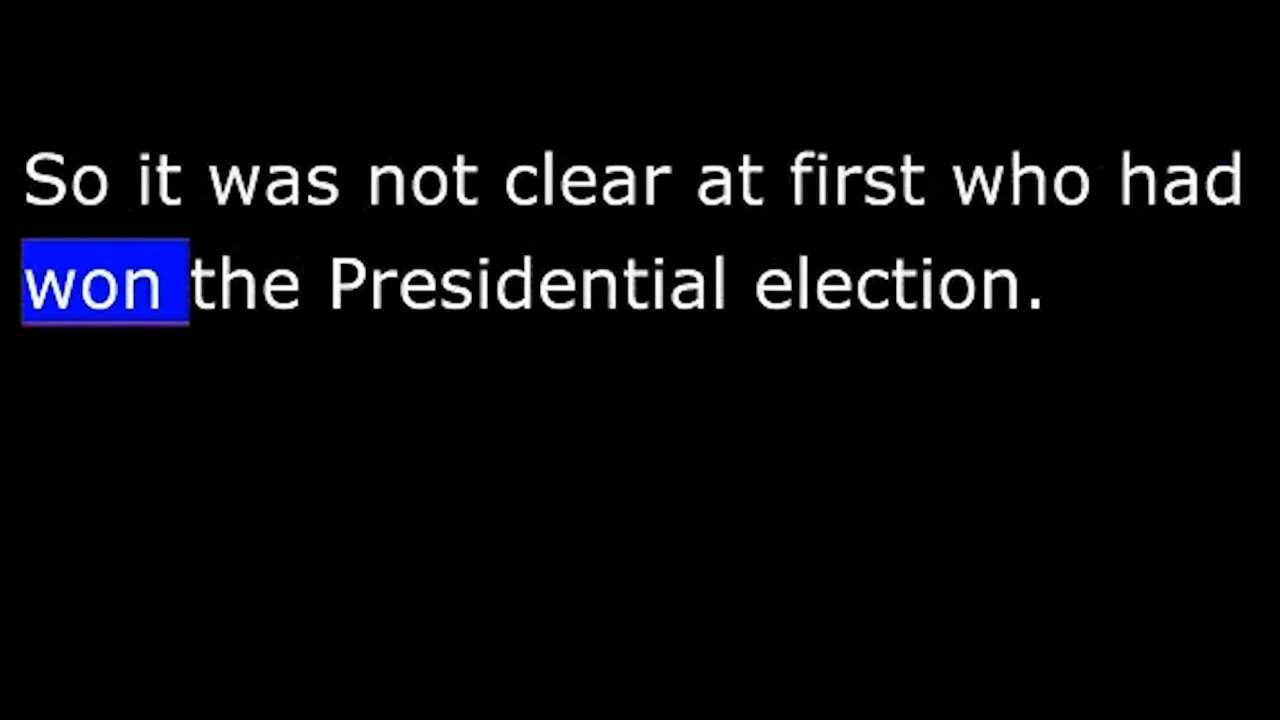 So it was not clear at first who had
won the Presidential election.